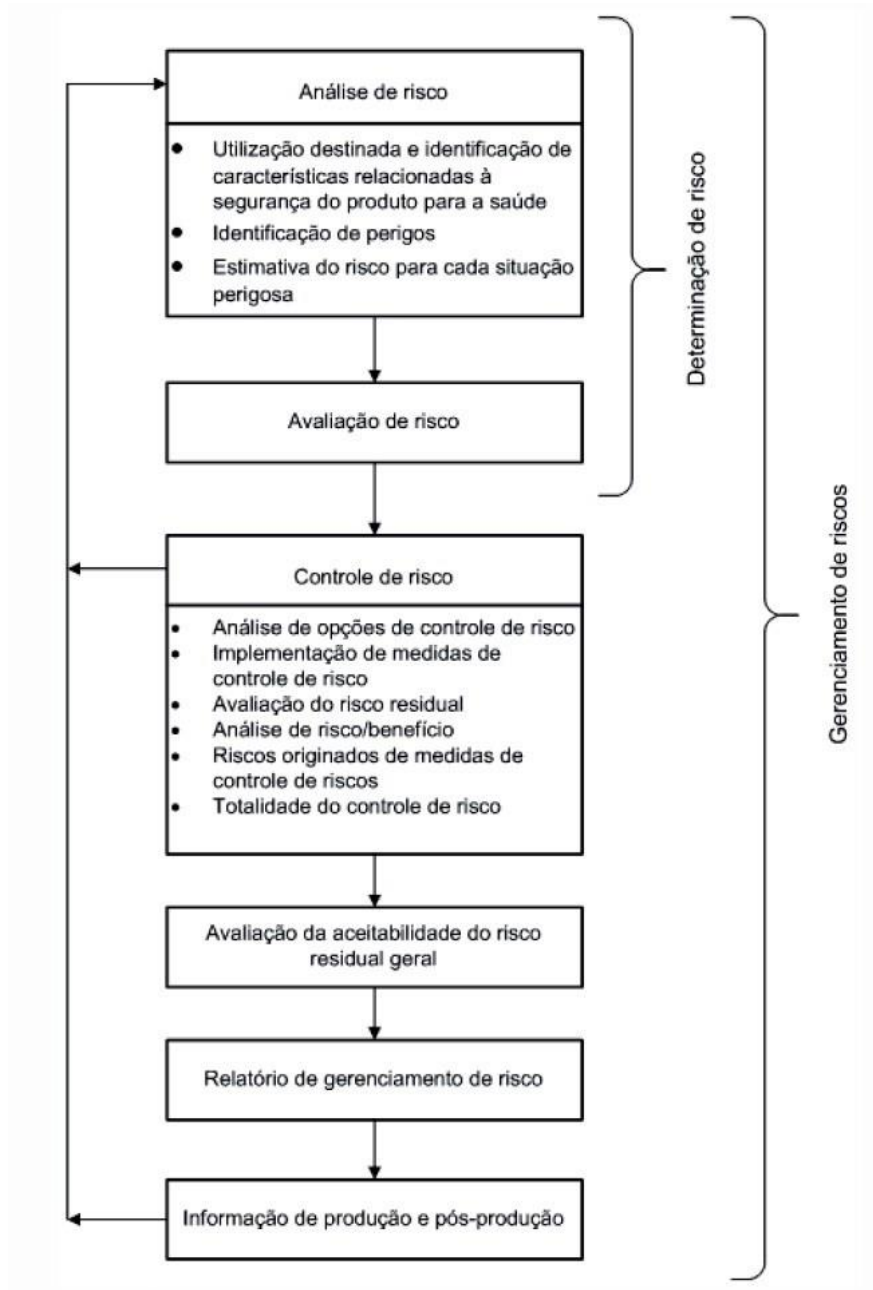 Análise de risco
• Utilização destinada e identificação de
características relacionadas à
segurança do produto para a saúde
• Identificação de perigos
• Estimativa do risco para cada situação
perigosa
Avaliação de risco
Determinação de risco
Controle de risco
• Análise de opções de controle de risco
• Implementação de medidas de
controle de risco
• Avaliação do risco residual
• Análise de risco/benefício
• Riscos originados de medidas de
controle de riscos
• Totalidade do controle de risco
Avaliação da aceitabilidade do risco
residual geral
Relatório de gerenciamento de risco
Informação de produção e pós-produção
Gerenciamento de riscos